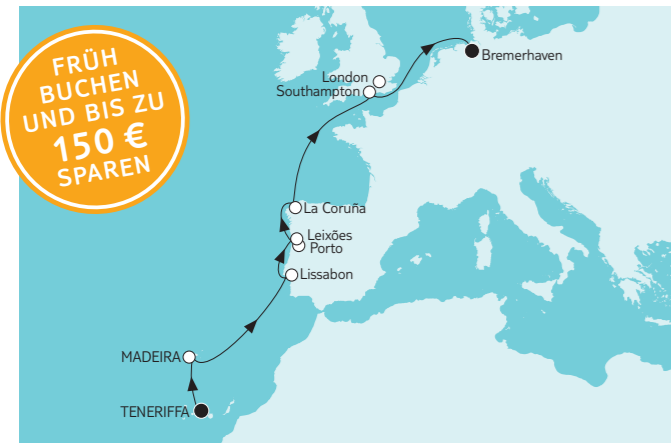 FRÜH
BUCHEN
UND BIS ZU
150 €
SPAREN
Bremerhaven
London
Southampton
La Coruña
Leixões
Porto
Lissabon
MADEIRA
TENERIFFA